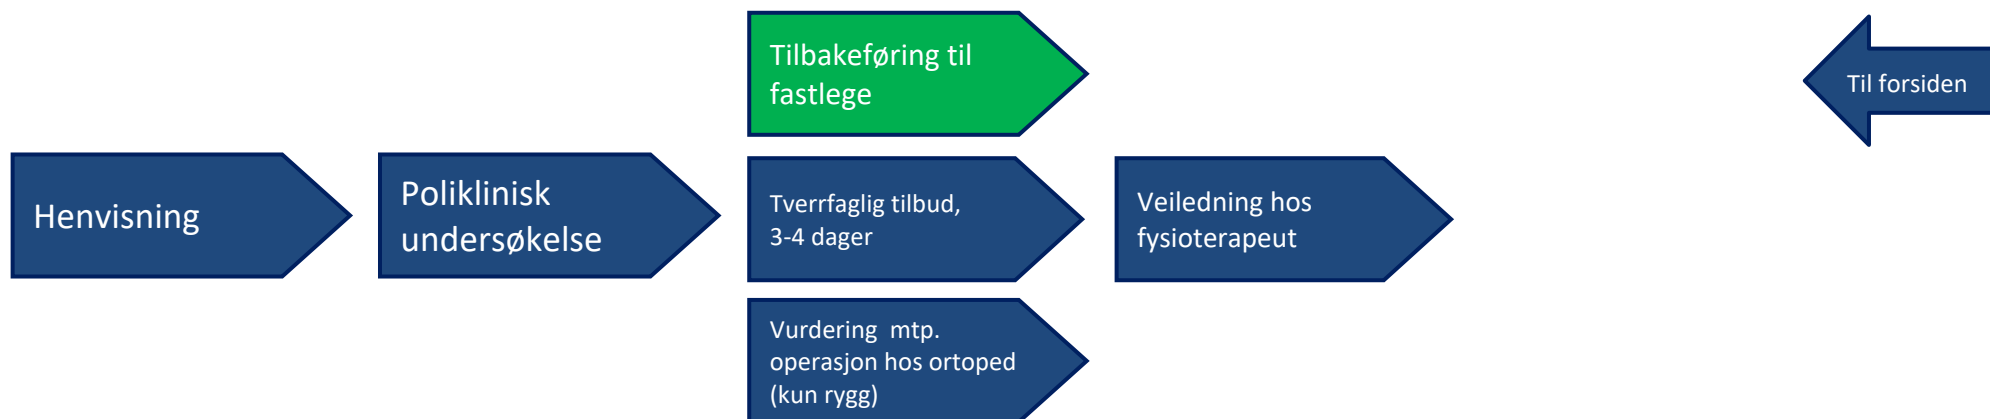 Tilbakeføring til
fastlege
Til forsiden
Henvisning
Poliklinisk
undersøkelse
Tverrfaglig tilbud,
3-4 dager
Veiledning hos
fysioterapeut
Vurdering  mtp.
operasjon hos ortoped
(kun rygg)